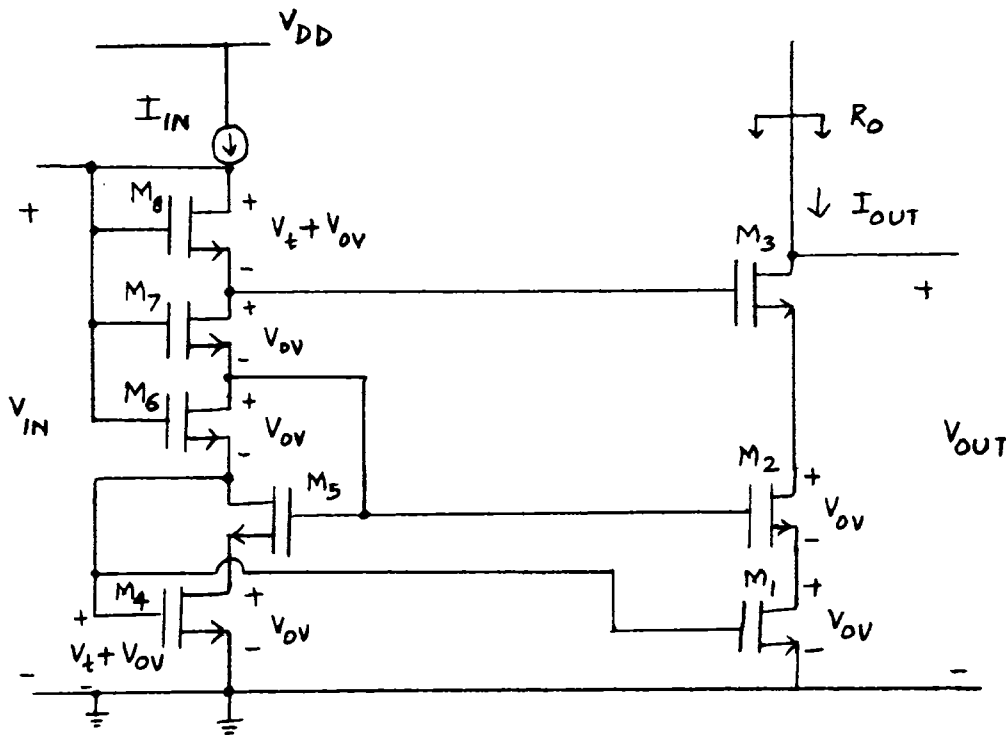 V_DD
I_IN
R_O
M_8
+
+
V_t + V_OV
-
I_OUT
M_3
+
M_7
+
V_OV
-
M_6
+
V_OV
-
V_IN
V_OUT
M_5
M_2
+
V_OV
-
M_4
+
V_OV
-
+
V_t + V_OV
-
M_1
+
V_OV
-
-
-